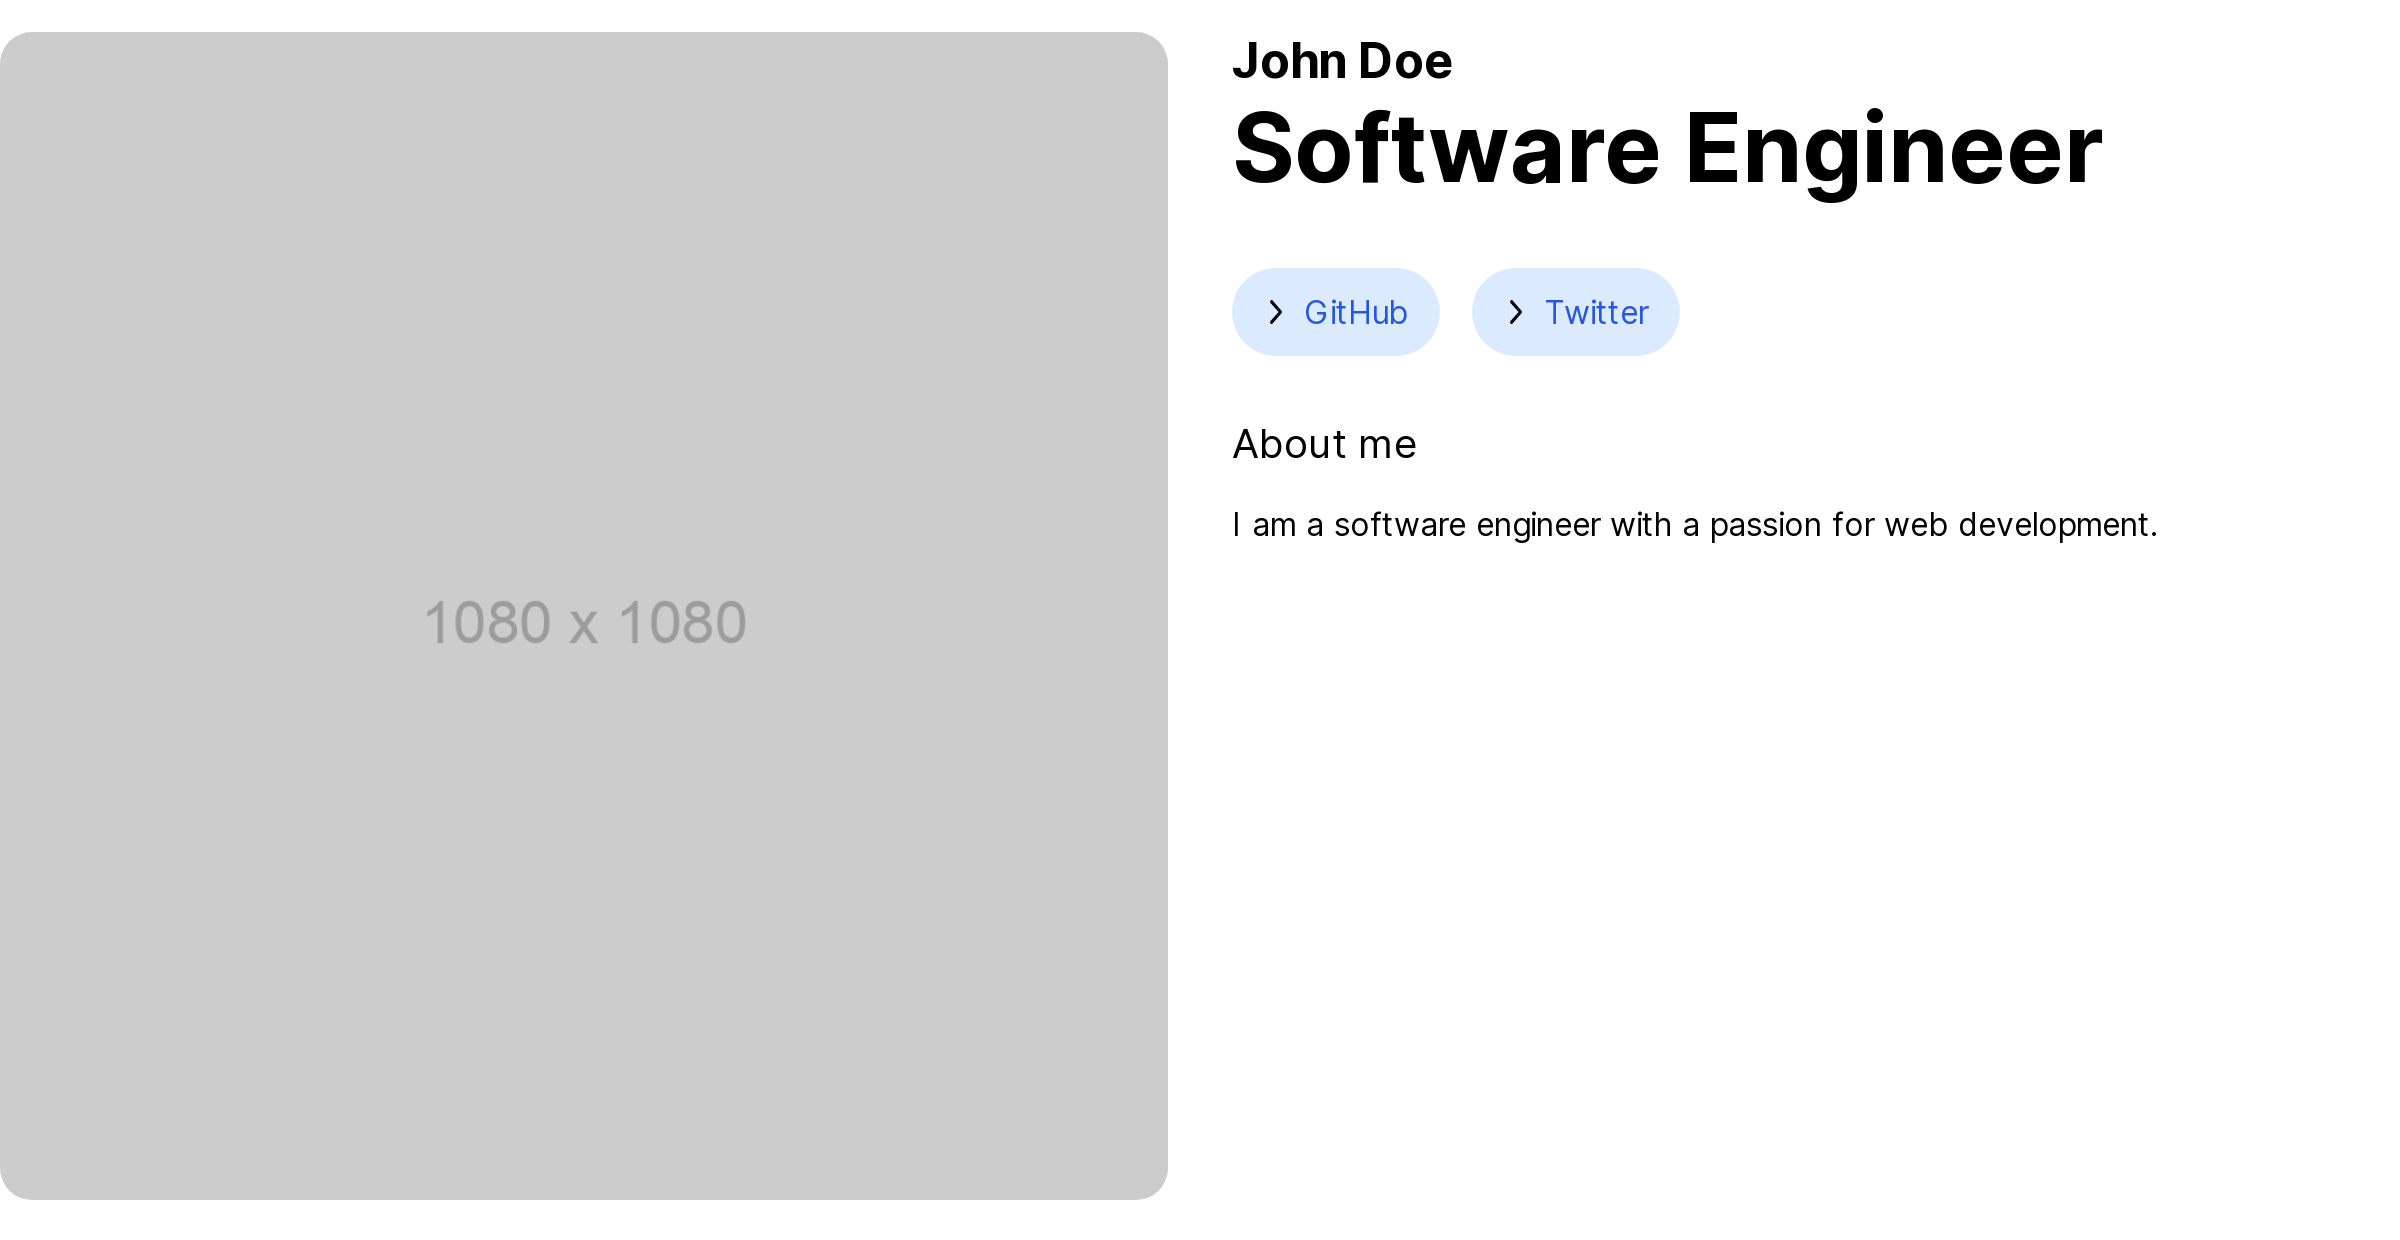 1080 x 1080
John Doe
Software Engineer
GitHub
Twitter
About me
I am a software engineer with a passion for web development.